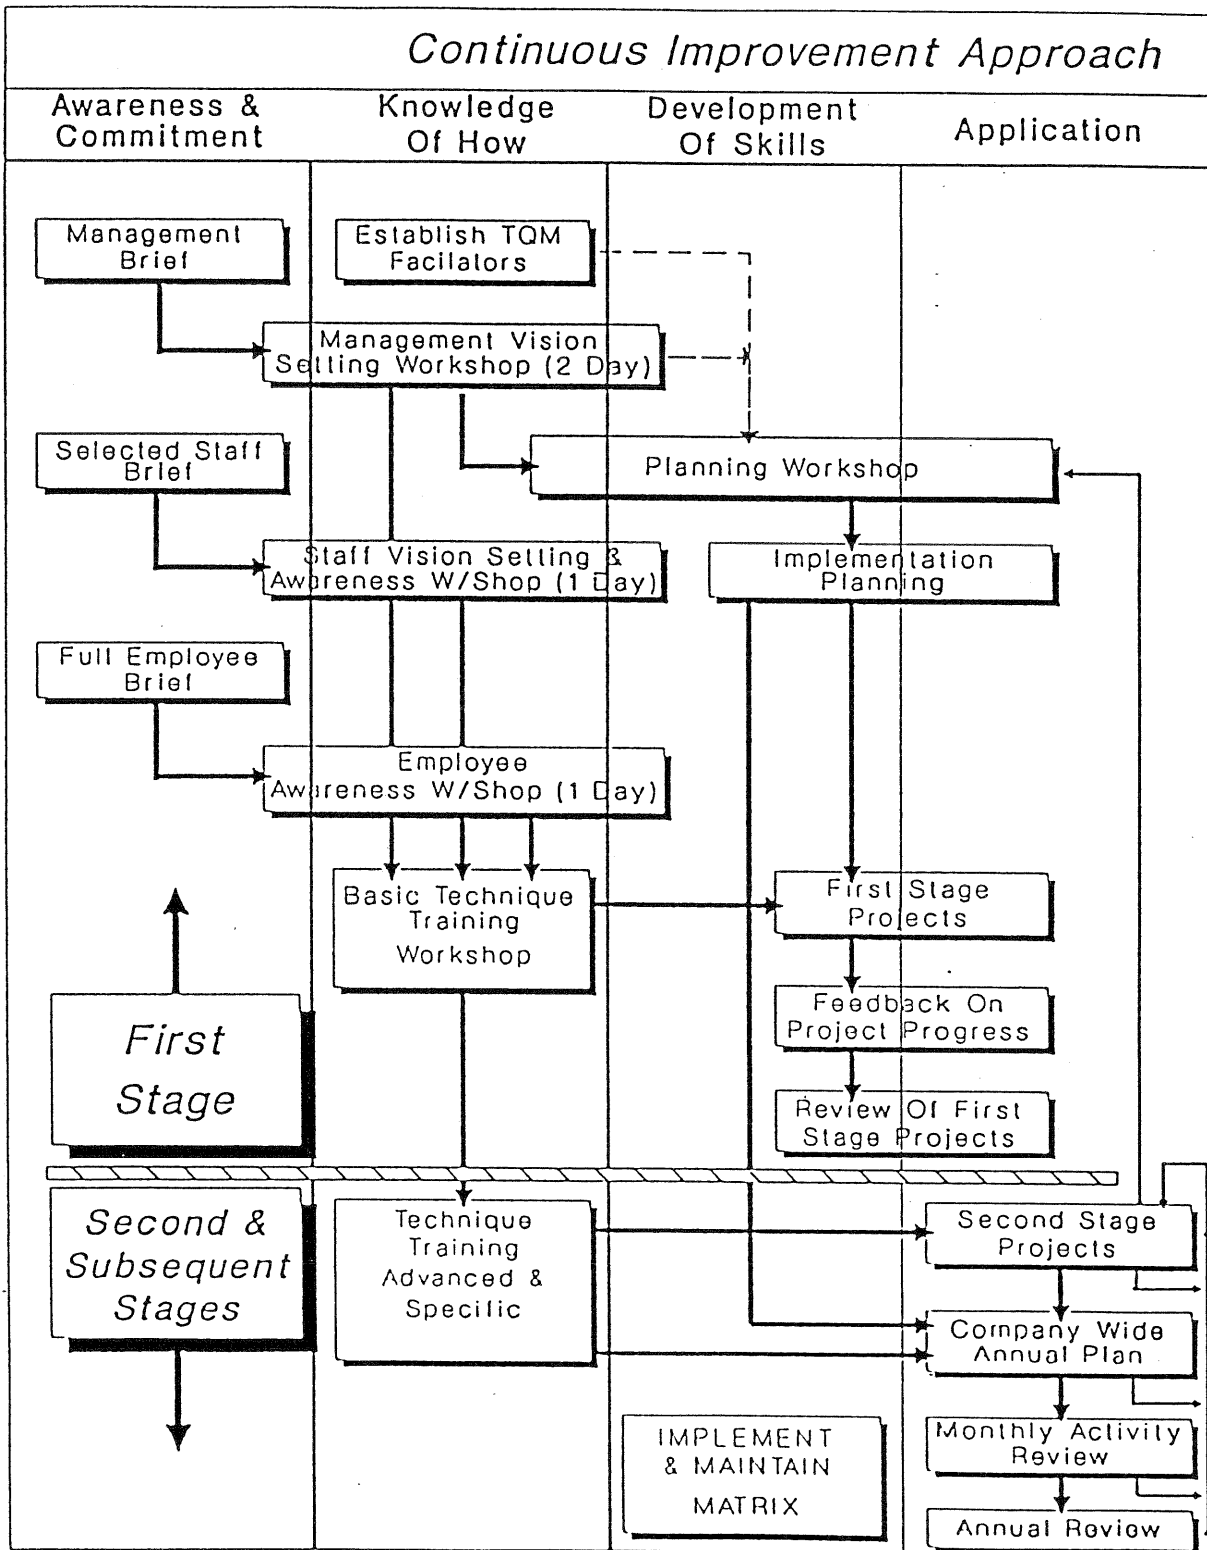 Continuous Improvement Approach
Awareness &
Commitment
Knowledge
Of How
Development
Of Skills
Application
Management
Brief
Establish TQM
Facilators
Management Vision
Setting Workshop (2 Day)
Selected Staff
Brief
Planning Workshop
Staff Vision Setting &
Awareness W/Shop (1 Day)
Implementation
Planning
Full Employee
Brief
Employee
Awareness W/Shop (1 Day)
Basic Technique
Training
Workshop
First Stage
Projects
Feedback On
Project Progress
Review Of First
Stage Projects
First
Stage
Second &
Subsequent
Stages
Technique
Training
Advanced &
Specific
Second Stage
Projects
Company Wide
Annual Plan
IMPLEMENT
& MAINTAIN
MATRIX
Monthly Activity
Review
Annual Review